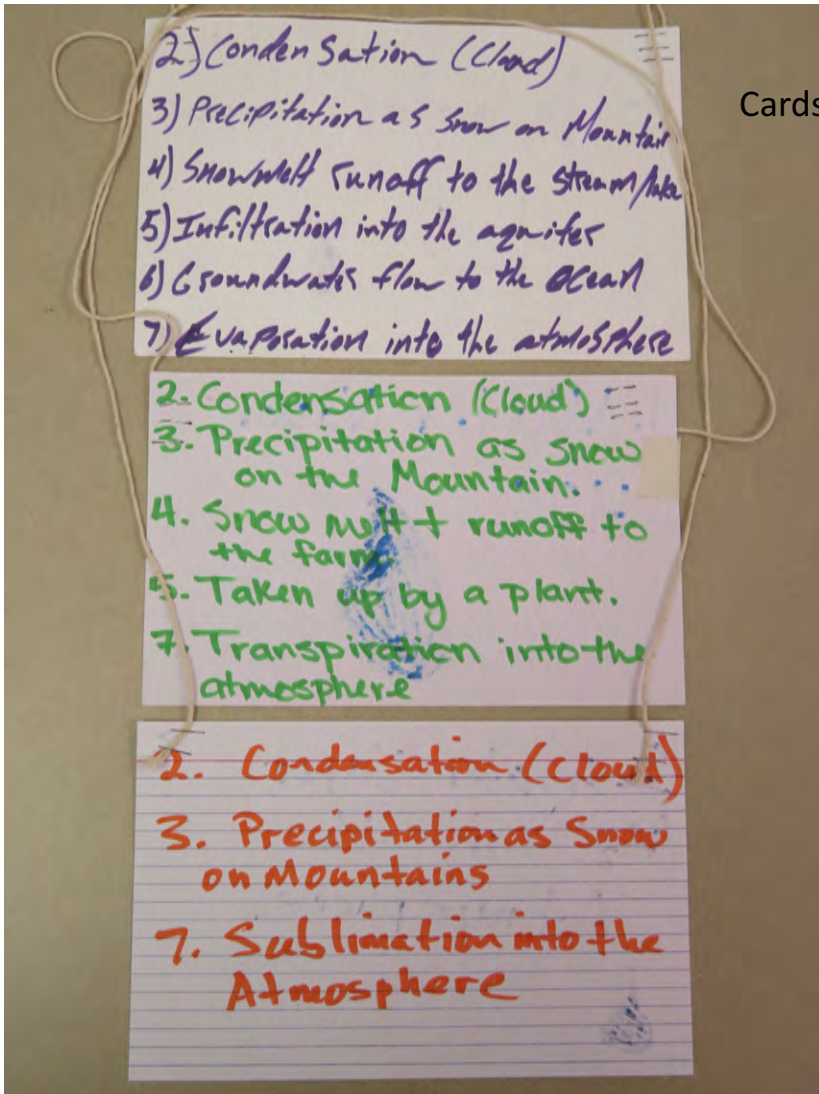 Cards
2) Condensation (Cloud)
3) Precipitation as snow on Mountain
4) Snowmelt runoff to the stream/lake
5) Infiltration into the aquifer
6) Groundwater flow to the ocean
7) Evaporation into the atmosphere
2. Condensation (Cloud)
3. Precipitation as snow
on the Mountain.
4. Snow melt + runoff to
the farm.
5. Taken up by a plant.
7. Transpiration into the
atmosphere
2. Condensation (cloud)
3. Precipitation as Snow
on Mountains
7. Sublimation into the
Atmosphere